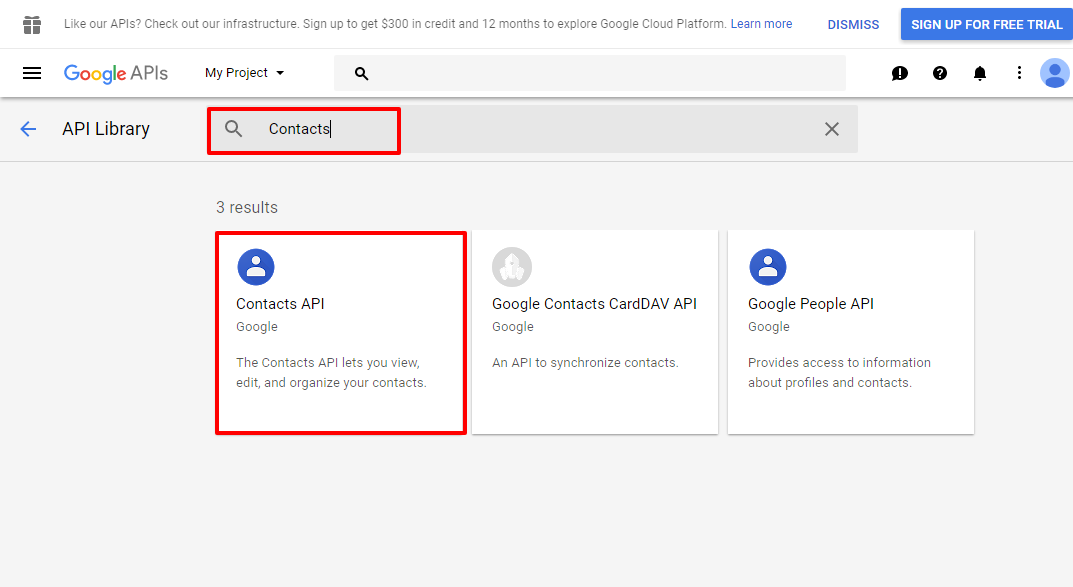 Like our APIs? Check out our infrastructure. Sign up to get $300 in credit and 12 months to explore Google Cloud Platform. Learn more
DISMISS
SIGN UP FOR FREE TRIAL
Google APIs
My Project
API Library
Contacts
3 results
Contacts API
Google
The Contacts API lets you view,
edit, and organize your contacts.
Google Contacts CardDAV API
Google
An API to synchronize contacts.
Google People API
Google
Provides access to information
about profiles and contacts.